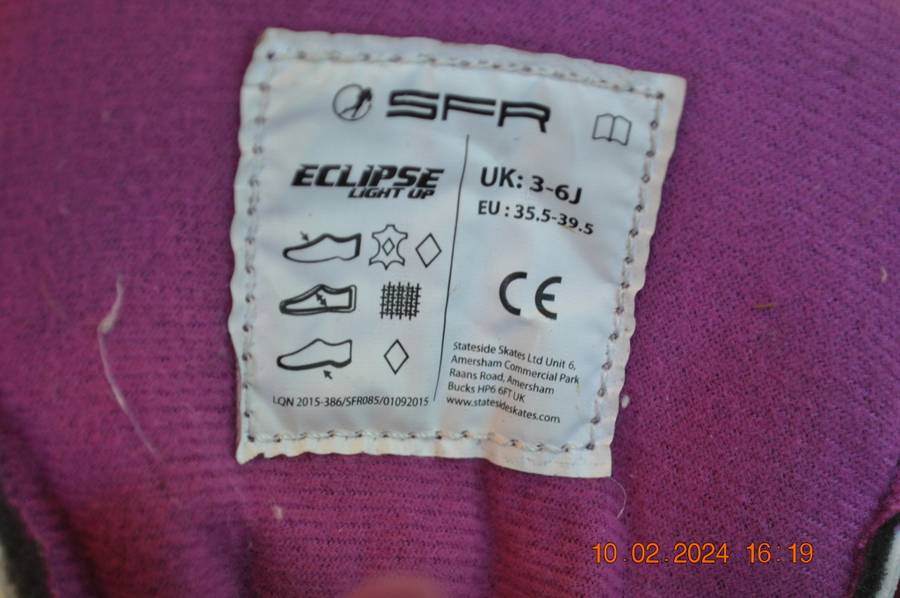 SFR
ECLIPSE
LIGHT UP
LQN 2015-386/SFR085/01092015
UK: 3-6J
EU : 35.5-39.5
CE
Stateside Skates Ltd Unit 6,
Amersham Commercial Park
Raans Road, Amersham
Bucks HP6 6FT UK
www.statesideskates.com
10.02.2024 16:19